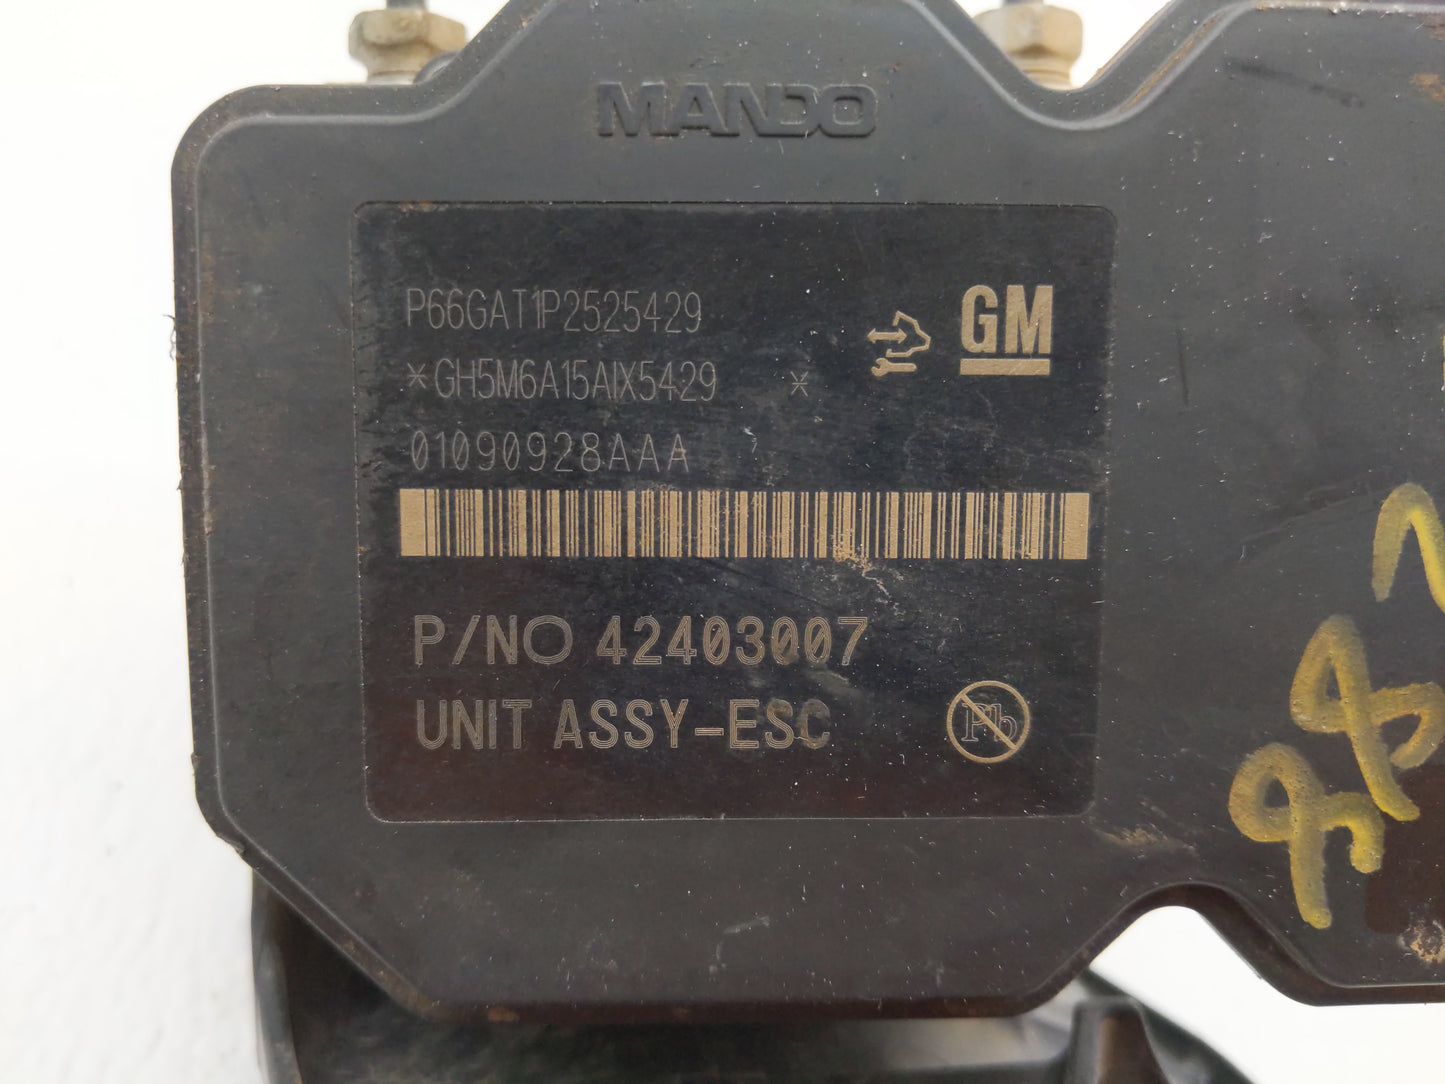 MANDO
P66GAT1P2525429
GM
*GH5M6A15AIX5429 *
01090928AAA
P/NO 42403007
UNIT ASSY-ESC
Pb